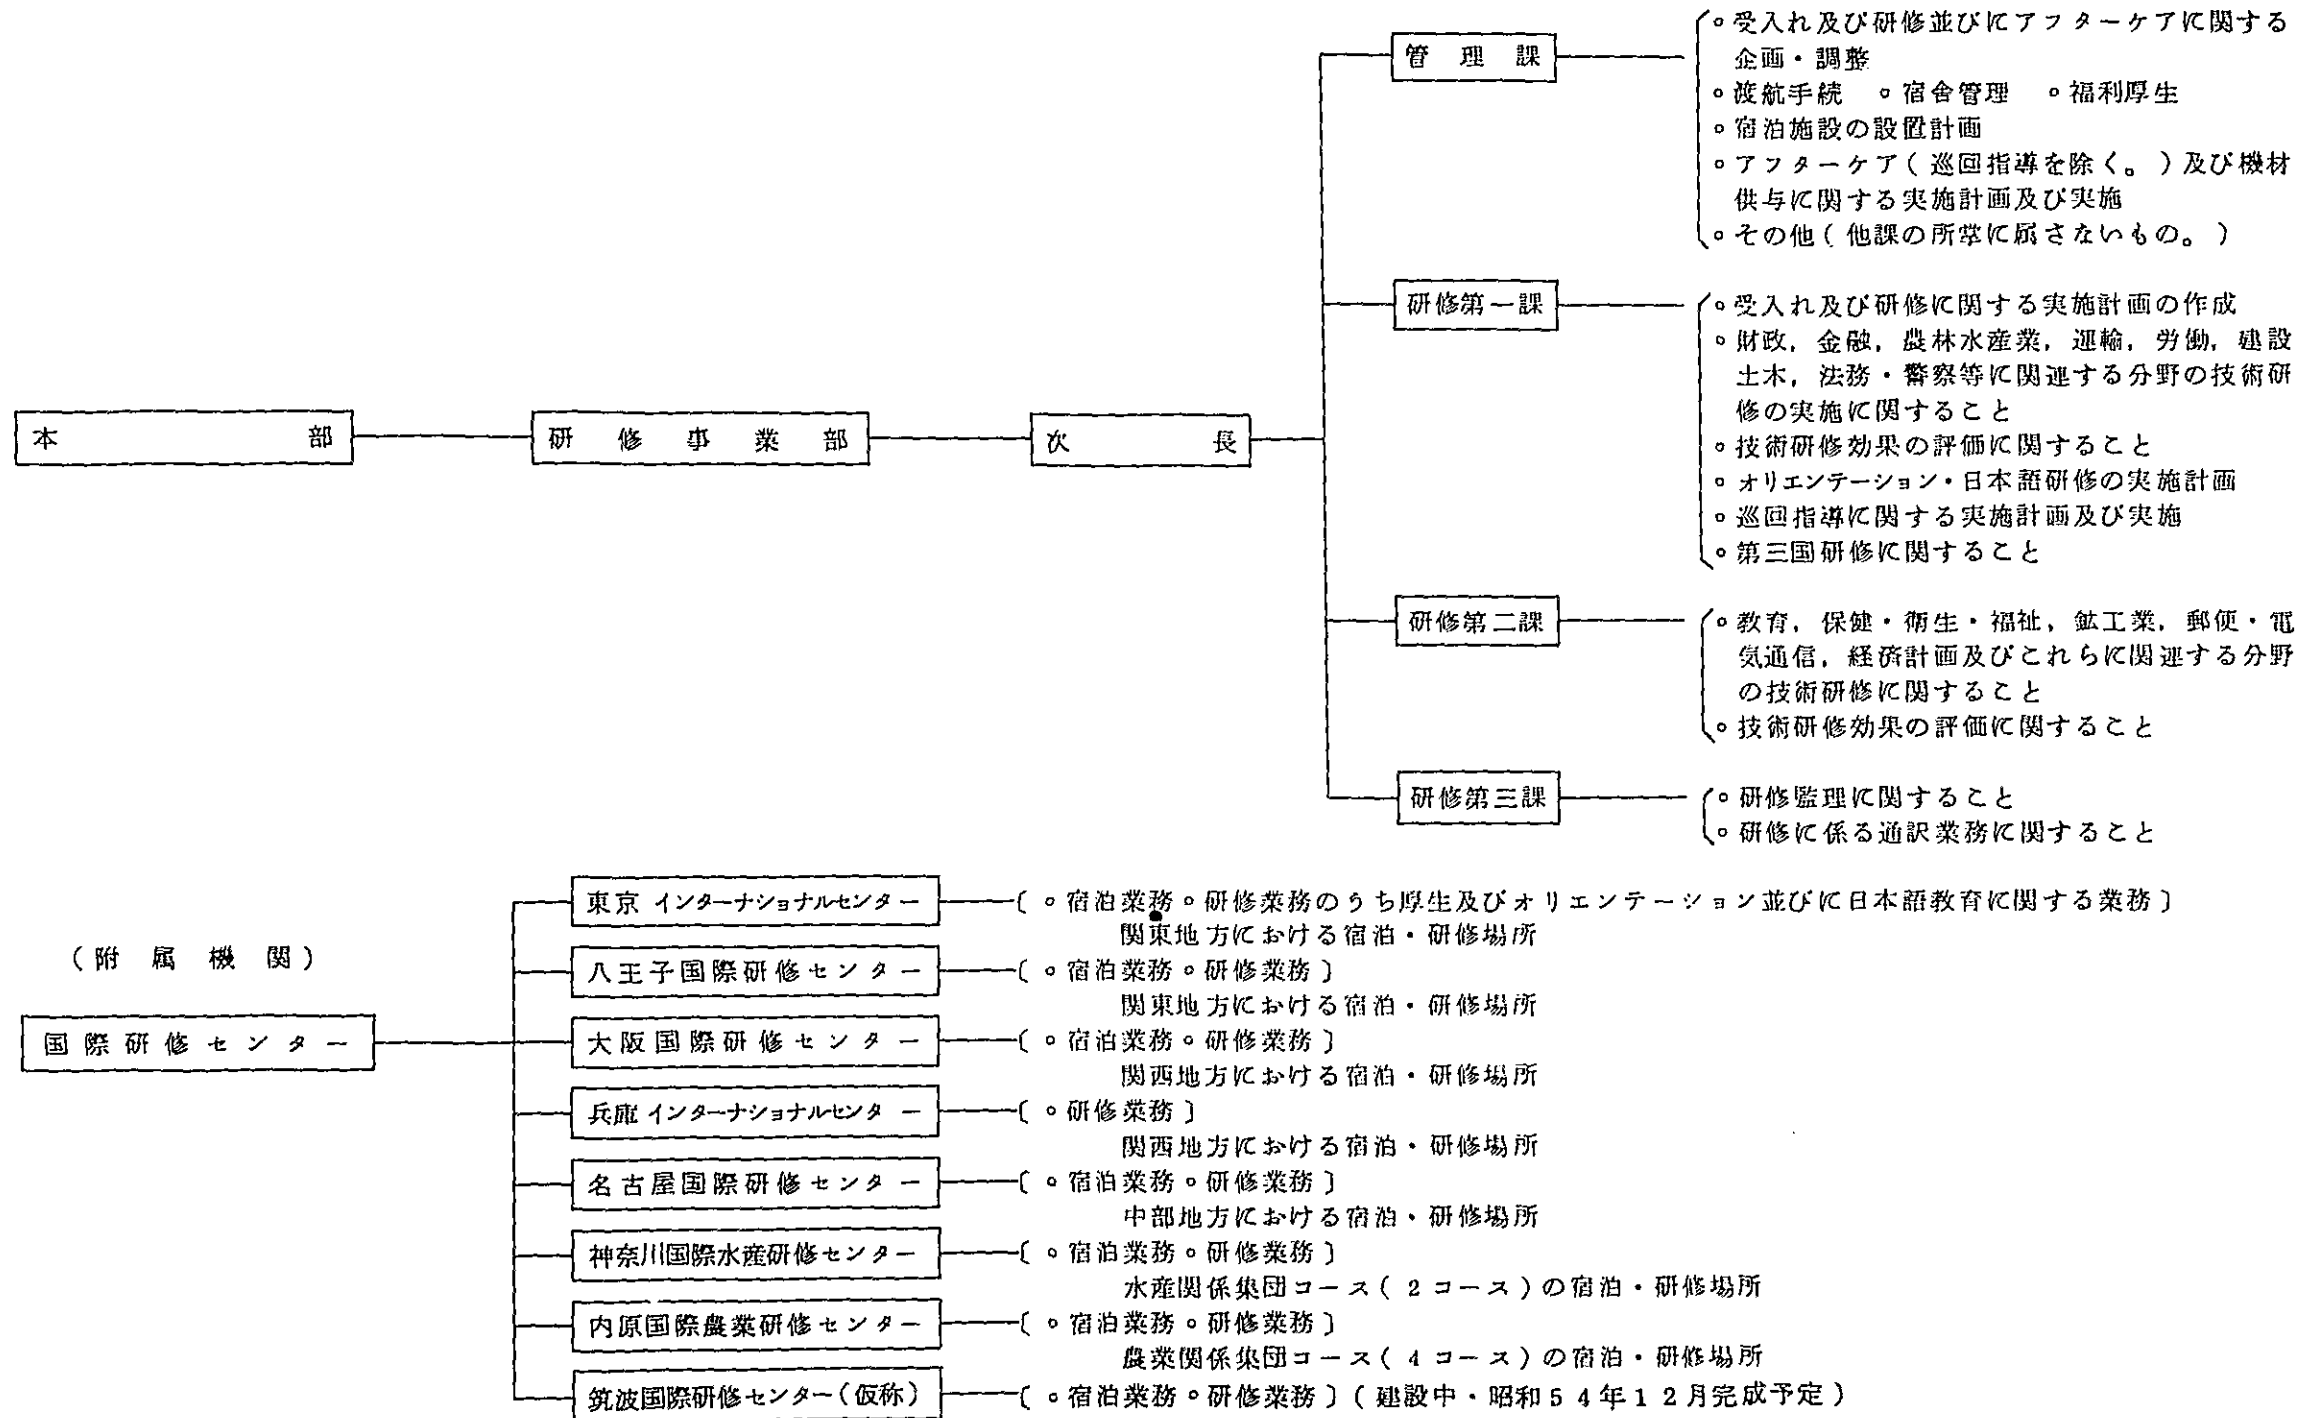 管理課
。受入れ及び研修並びにアフターケアに関する
企画・調整
。渡航手続 。宿舎管理 。福利厚生
。宿泊施設の設置計画
。アフターケア(巡回指導を除く。)及び機材
供与に関する実施計画及び実施
。その他(他課の所掌に属さないもの。)
研修第一課
。受入れ及び研修に関する実施計画の作成
。財政,金融,農林水産業,運輸,労働,建設
土木,法務・警察等に関連する分野の技術研
修の実施に関すること
本部
研修事業部
次長
。技術研修効果の評価に関すること
。オリエンテーション・日本語研修の実施計画
。巡回指導に関する実施計画及び実施
。第三国研修に関すること
研修第二課
。教育,保健・衛生・福祉,鉱工業,郵便・電
気通信,経済計画及びこれらに関連する分野
の技術研修に関すること
。技術研修効果の評価に関すること
研修第三課
。研修監理に関すること
。研修に係る通訳業務に関すること
(附属機関)
国際研修センター
東京インターナショナルセンター
〔。宿泊業務。研修業務のうち厚生及びオリエンテーション並びに日本語教育に関する業務〕
関東地方における宿泊・研修場所
八王子国際研修センター
〔。宿泊業務。研修業務〕
関東地方における宿泊・研修場所
大阪国際研修センター
〔。宿泊業務。研修業務〕
関西地方における宿泊・研修場所
兵庫インターナショナルセンター
〔。研修業務〕
関西地方における宿泊・研修場所
名古屋国際研修センター
〔。宿泊業務。研修業務〕
中部地方における宿泊・研修場所
神奈川国際水産研修センター
〔。宿泊業務。研修業務〕
水産関係集団コース(2コース)の宿泊・研修場所
内原国際農業研修センター
〔。宿泊業務。研修業務〕
農業関係集団コース(4コース)の宿泊・研修場所
筑波国際研修センター(仮称)
〔。宿泊業務。研修業務〕(建設中・昭和54年12月完成予定)